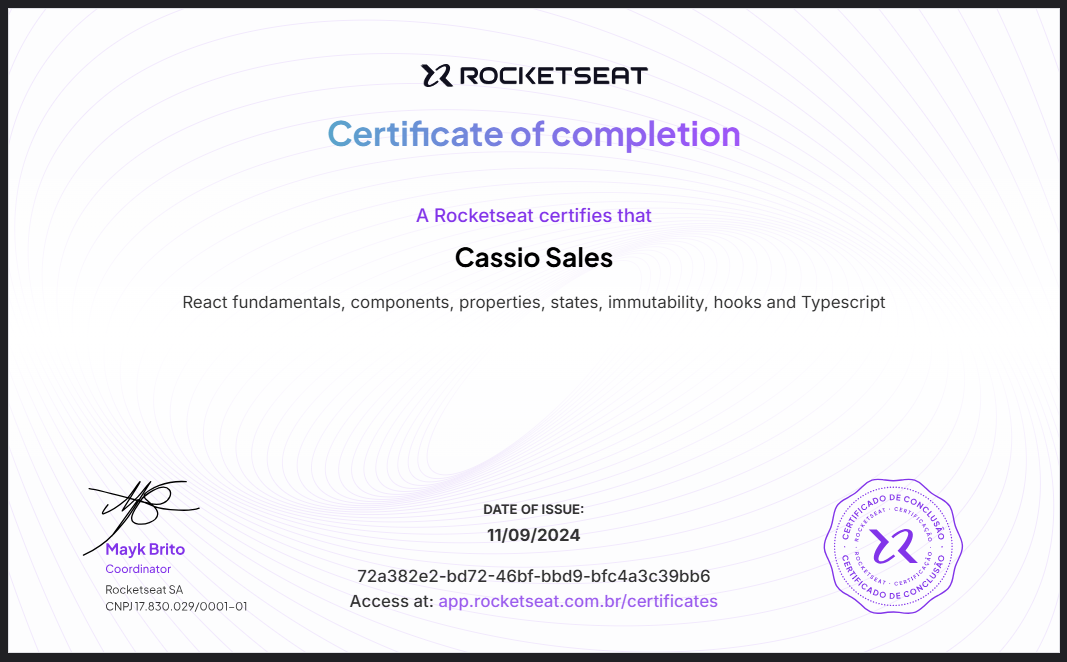 ROCKETSEAT
Certificate of completion
A Rocketseat certifies that
Cassio Sales
React fundamentals, components, properties, states, immutability, hooks and Typescript
Mayk Brito
Coordinator
Rocketseat SA
CNPJ 17.830.029/0001-01
DATE OF ISSUE:
11/09/2024
72a382e2-bd72-46bf-bbd9-bfc4a3c39bb6
Access at: app.rocketseat.com.br/certificates
CERTIFICADO DE CONCLUSÃO
ROCKETSEAT · CERTIFICAÇÃO
ROCKETSEAT · CERTIFICAÇÃO
CERTIFICADO DE CONCLUSÃO